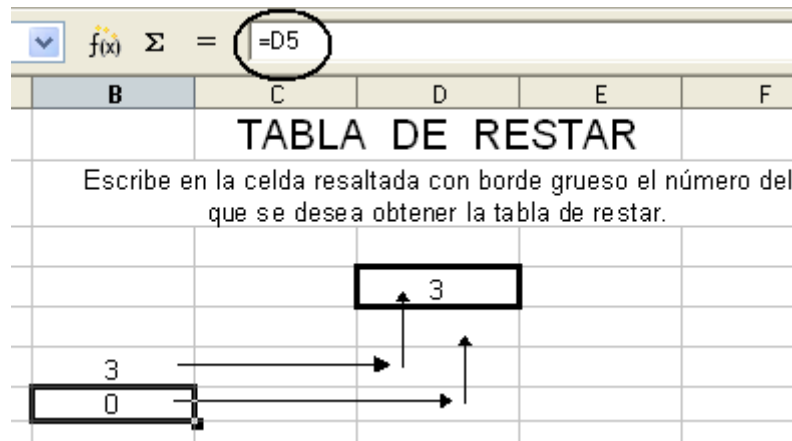 f(x) Σ = =D5
B C D E F
TABLA DE RESTAR
Escribe en la celda resaltada con borde grueso el número del
que se desea obtener la tabla de restar.
3
3
0